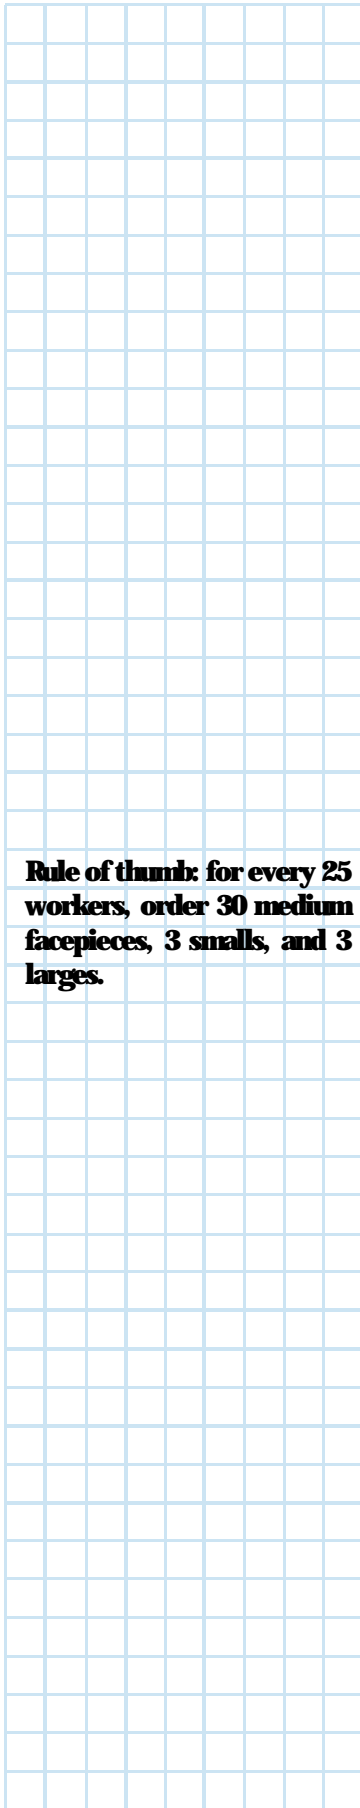 Rule of thumb: for every 25
workers, order 30 medium
facepieces, 3 smalls, and 3
larges.